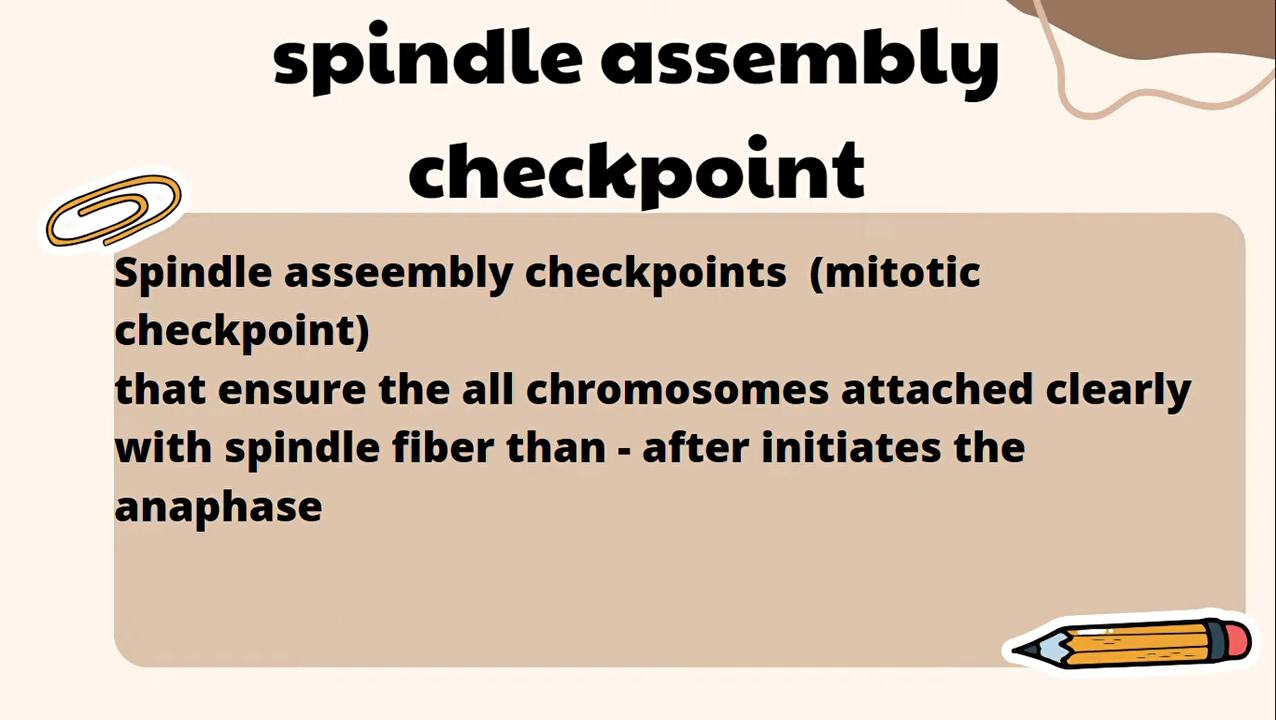 spindle assembly
checkpoint
Spindle asseembly checkpoints  (mitotic
checkpoint)
that ensure the all chromosomes attached clearly
with spindle fiber than - after initiates the
anaphase